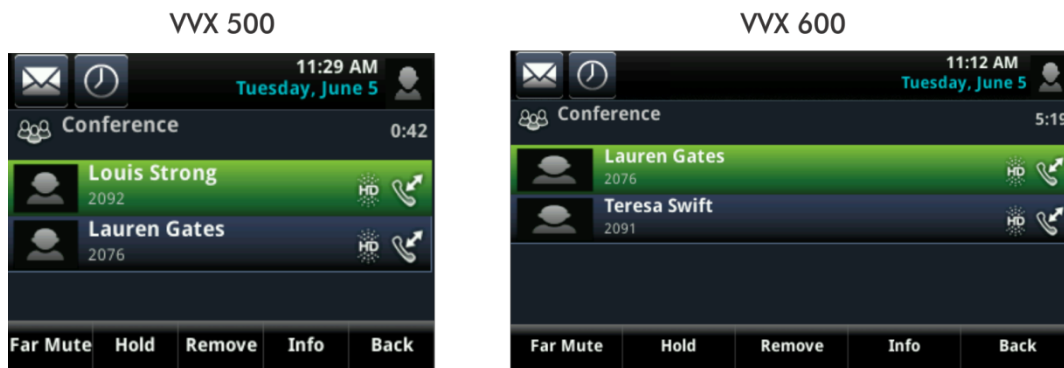 VVX 500
11:29 AM
Tuesday, June 5
Conference
0:42
Louis Strong
2092
HD
Lauren Gates
2076
HD
Far Mute Hold Remove Info Back
VVX 600
11:12 AM
Tuesday, June 5
Conference
5:19
Lauren Gates
2076
HD
Teresa Swift
2091
HD
Far Mute Hold Remove Info Back